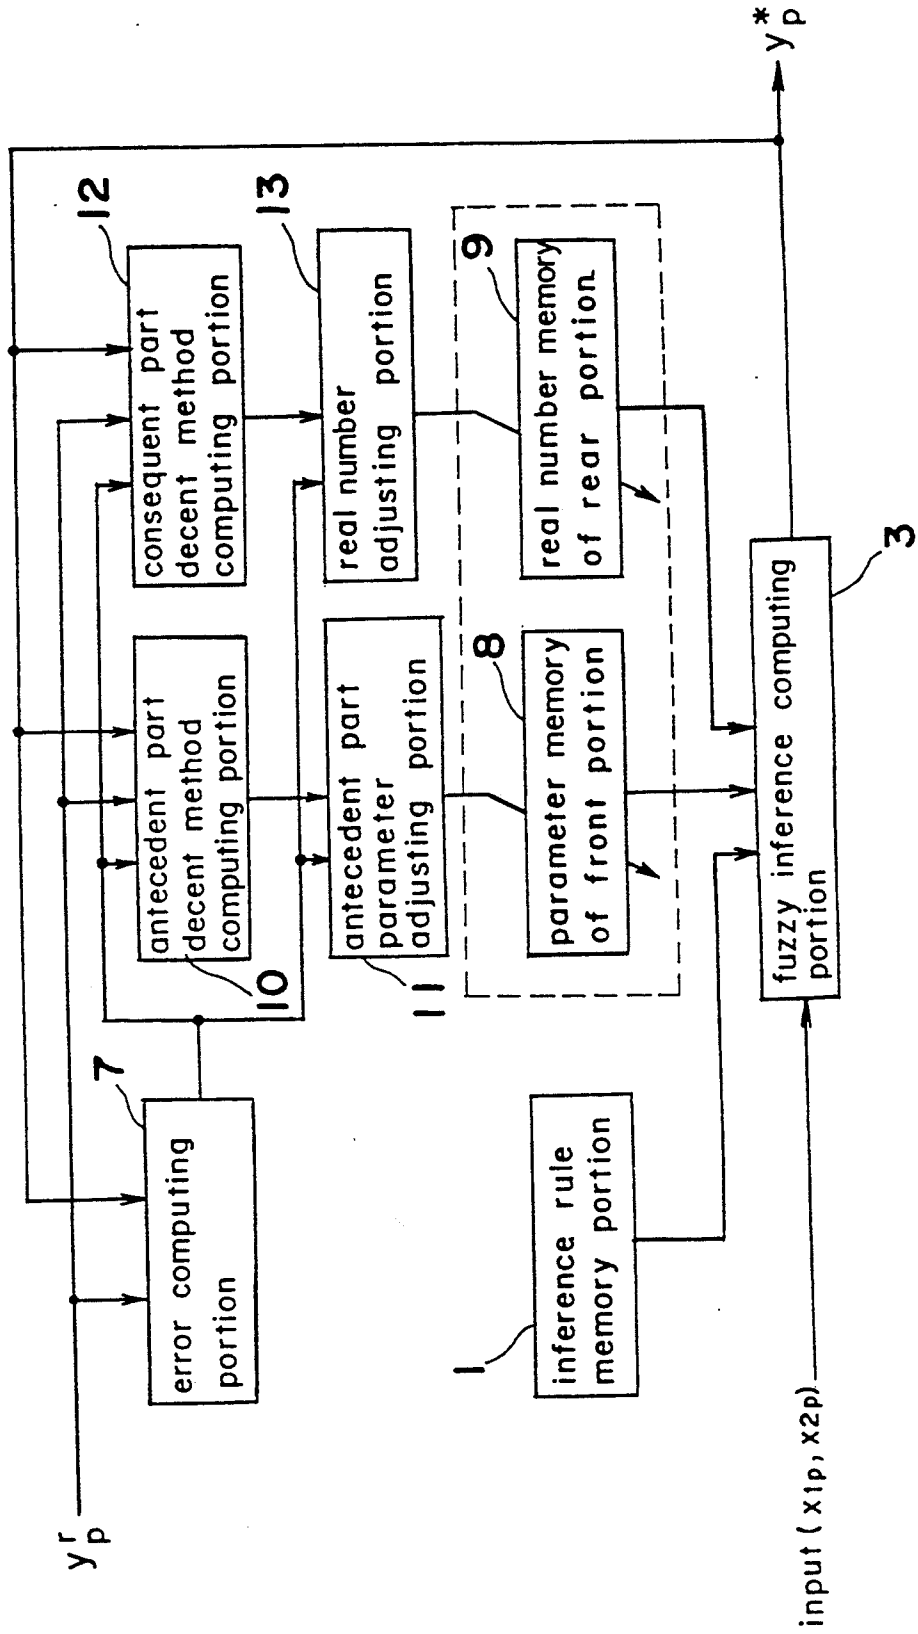 y_p^r
7
error computing
portion
10
antecedent part
decent method
computing portion
12
consequent part
decent method
computing portion
11
antecedent part
parameter
adjusting portion
13
real number
adjusting portion
1
inference rule
memory portion
8
parameter memory
of front portion
9
real number memory
of rear portion
input (x1p, x2p)
3
fuzzy inference computing
portion
y_p^*